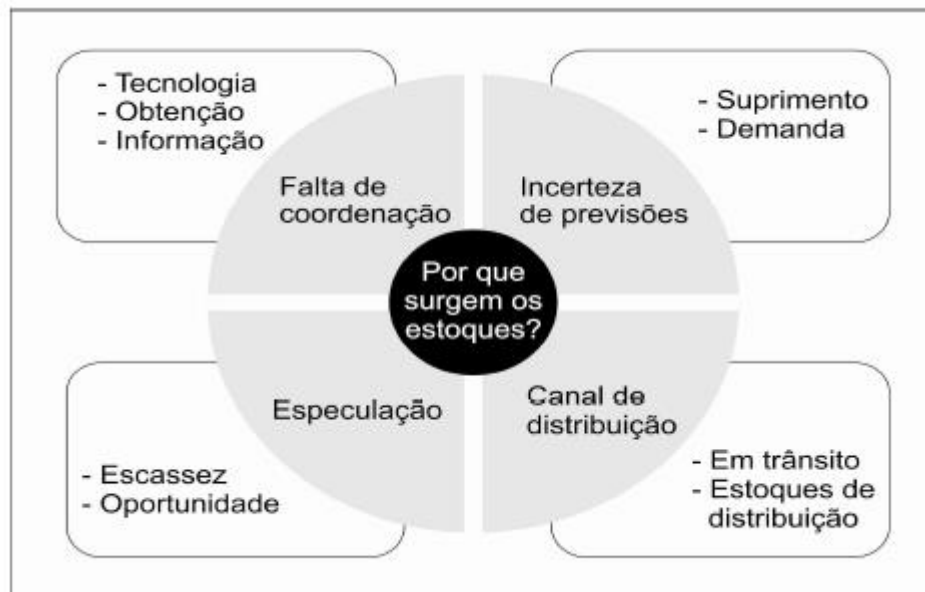 - Tecnologia
- Obtenção
- Informação
Falta de
coordenação
- Suprimento
- Demanda
Incerteza
de previsões
Por que
surgem os
estoques?
Especulação
- Escassez
- Oportunidade
Canal de
distribuição
- Em trânsito
- Estoques de
distribuição